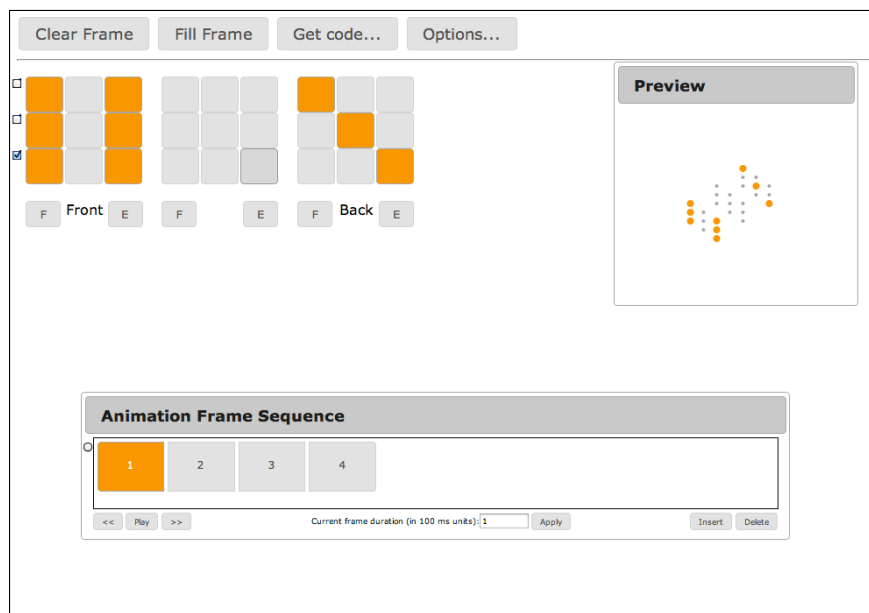 Clear Frame Fill Frame Get code... Options...
Preview
F Front E F E F Back E
Animation Frame Sequence
1 2 3 4
<< Play >> Current frame duration (in 100 ms units): 1 Apply Insert Delete